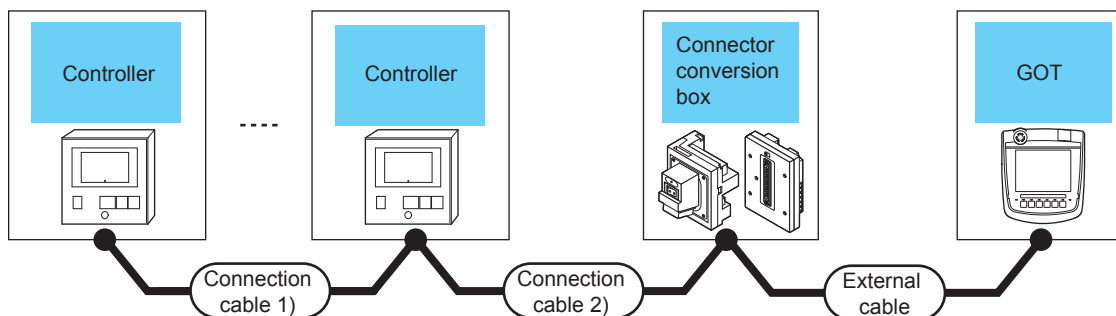 Controller
Controller
Connector
conversion
box
GOT
Connection
cable 1)
Connection
cable 2)
External
cable